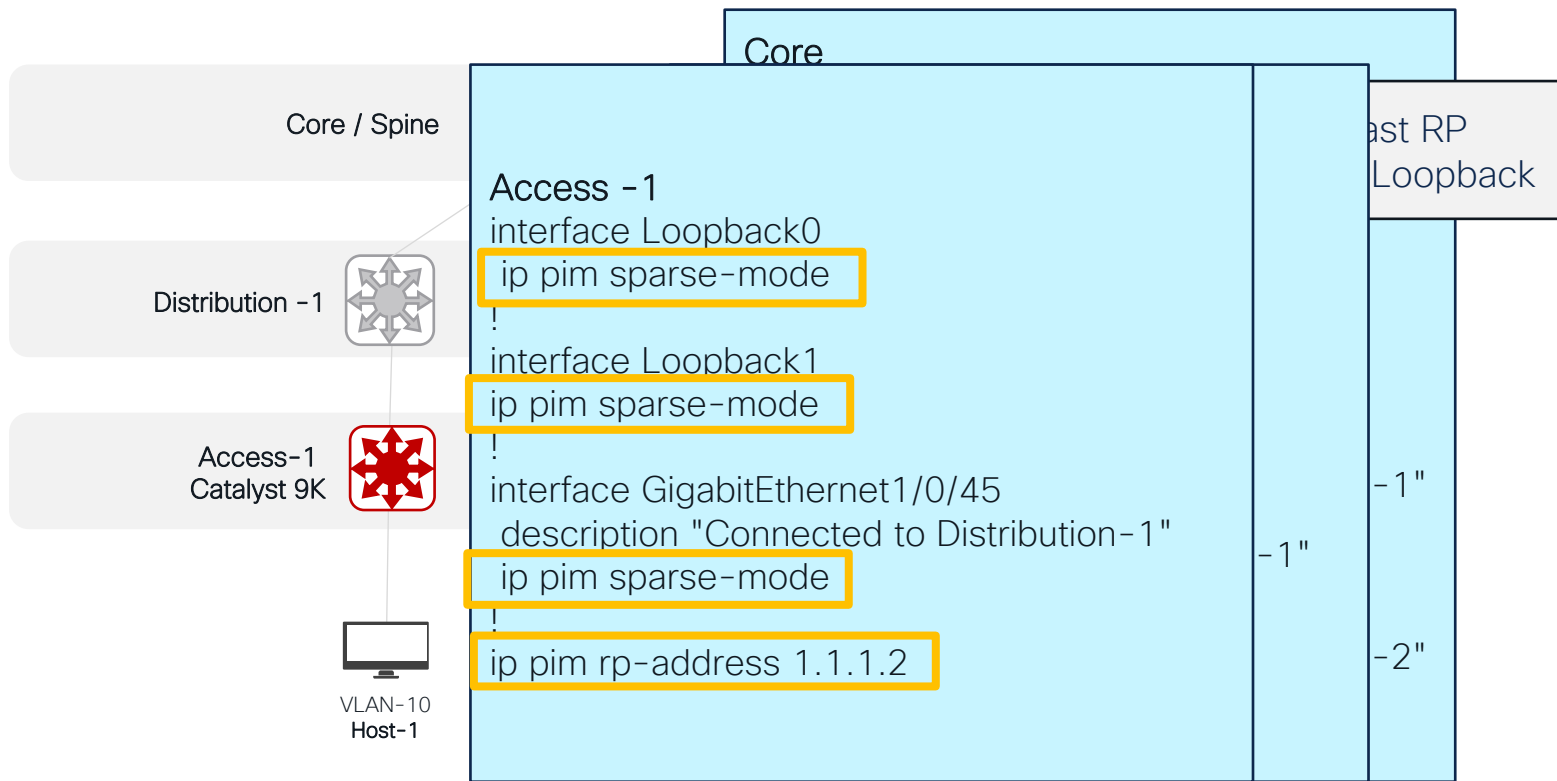 Core
Core / Spine
RP
Loopback
Distribution -1
Access-1
Catalyst 9K
VLAN-10
Host-1
Access -1
interface Loopback0
ip pim sparse-mode
!
interface Loopback1
ip pim sparse-mode
!
interface GigabitEthernet1/0/45
description "Connected to Distribution-1"
ip pim sparse-mode
!
ip pim rp-address 1.1.1.2
-1"
-1"
-2"